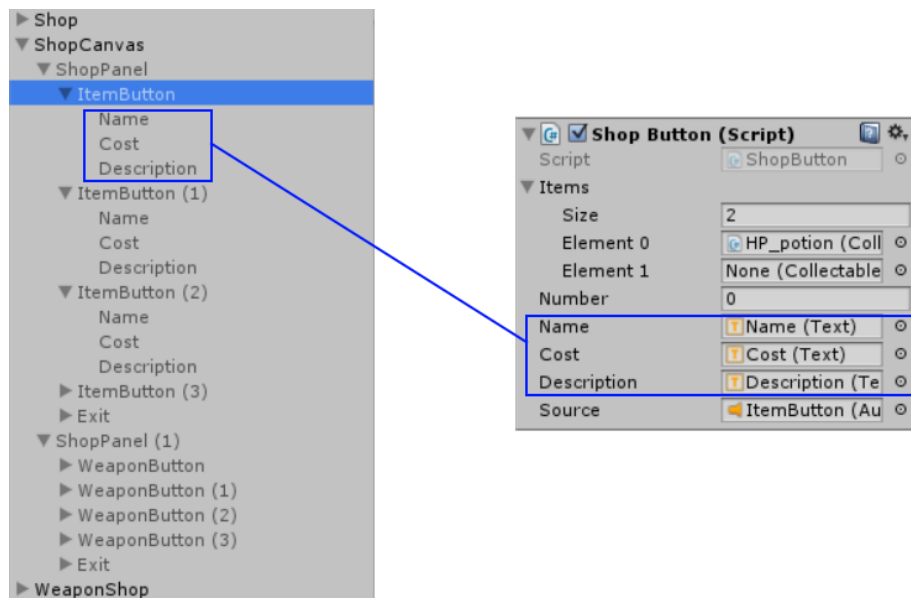 Shop
ShopCanvas
ShopPanel
ItemButton
Name
Cost
Description
ItemButton (1)
Name
Cost
Description
ItemButton (2)
Name
Cost
Description
ItemButton (3)
Exit
ShopPanel (1)
WeaponButton
WeaponButton (1)
WeaponButton (2)
WeaponButton (3)
Exit
WeaponShop
Shop Button (Script)
Script ShopButton
Items
Size 2
Element 0 HP_potion (Coll
Element 1 None (Collectable
Number 0
Name Name (Text)
Cost Cost (Text)
Description Description (Te
Source ItemButton (Au